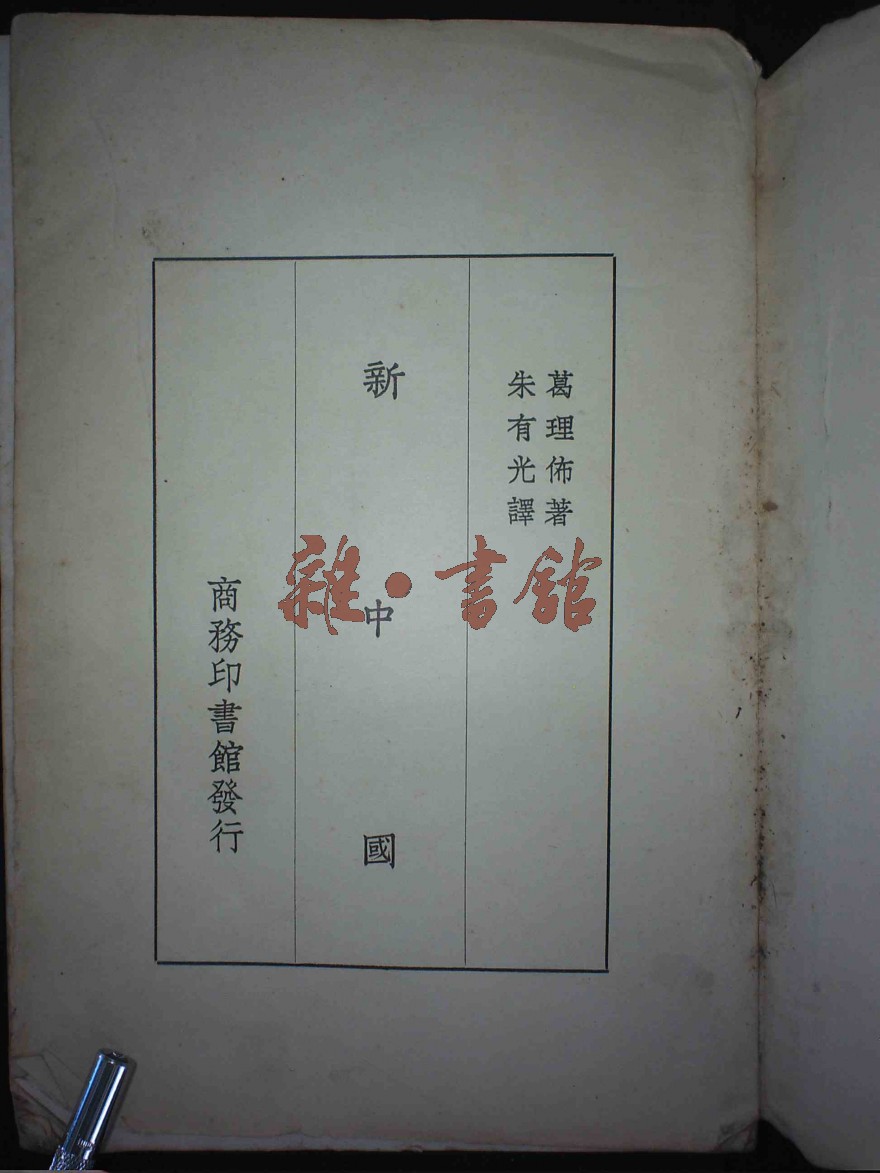 葛理佈著
朱有光譯
新中國
商務印書館發行
雜·書館